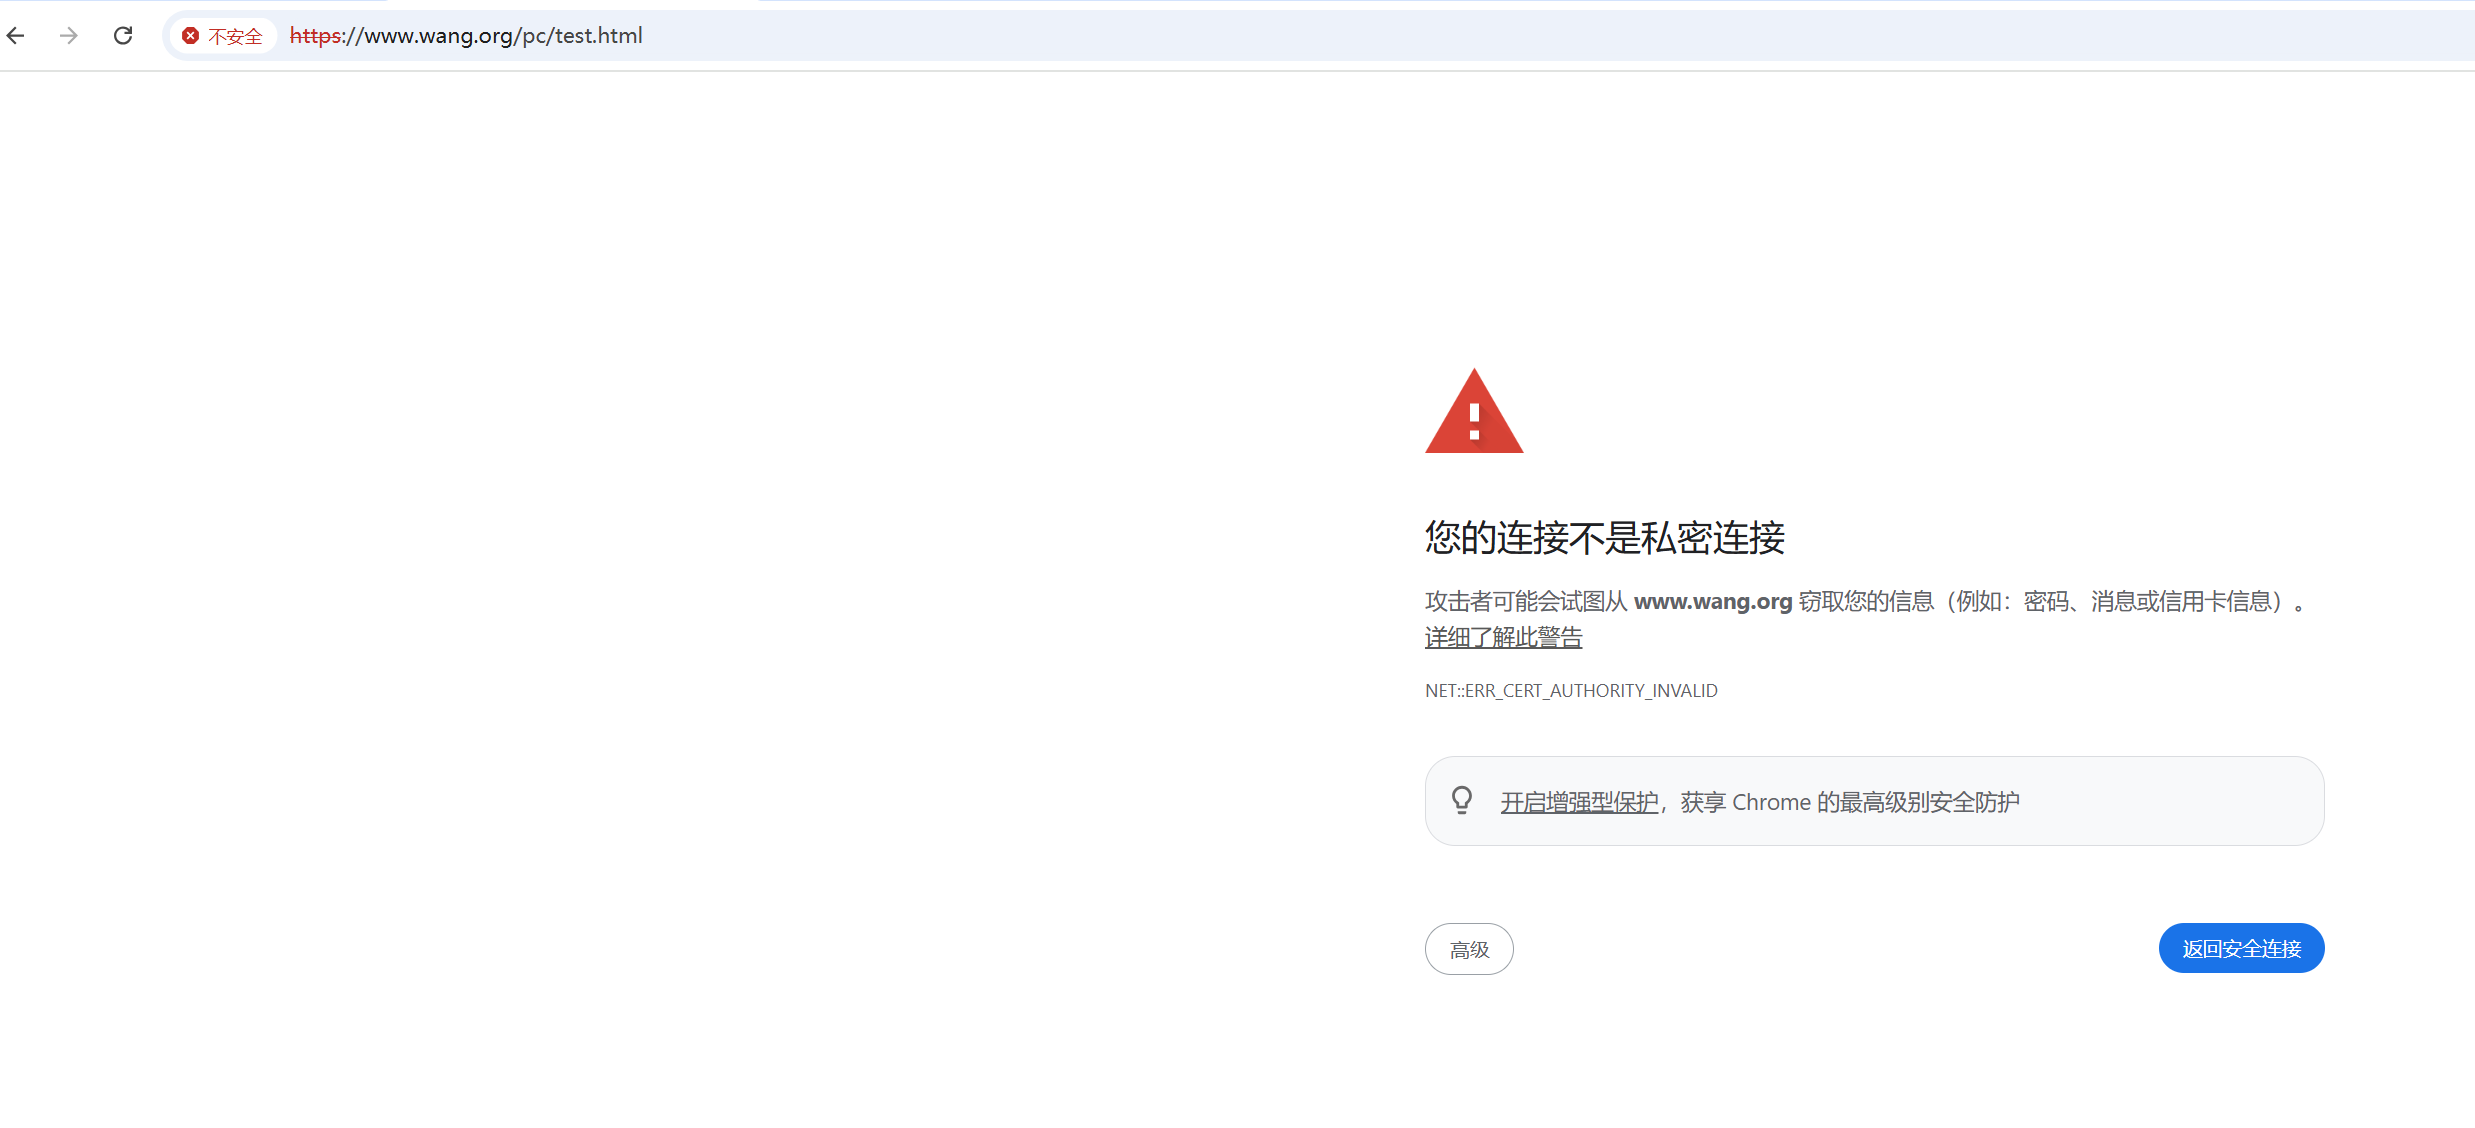 不安全 https://www.wang.org/pc/test.html
您的连接不是私密连接
攻击者可能会试图从 www.wang.org 窃取您的信息（例如：密码、消息或信用卡信息）。
详细了解此警告
NET::ERR_CERT_AUTHORITY_INVALID
开启增强型保护，获享 Chrome 的最高级别安全防护
高级 返回安全连接